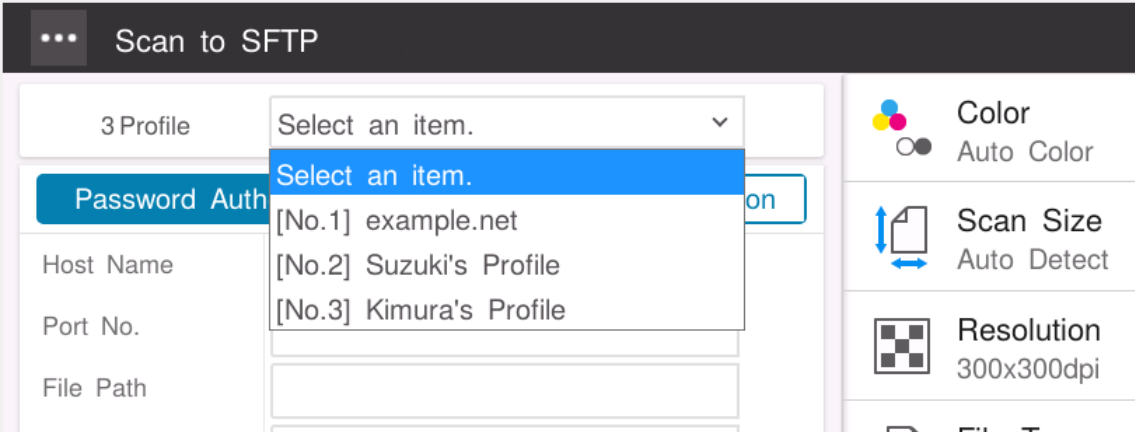 Scan to SFTP
3 Profile
Select an item.
Select an item.
[No.1] example.net
[No.2] Suzuki's Profile
[No.3] Kimura's Profile
Password Auth
on
Host Name
Port No.
File Path
Color
Auto Color
Scan Size
Auto Detect
Resolution
300x300dpi